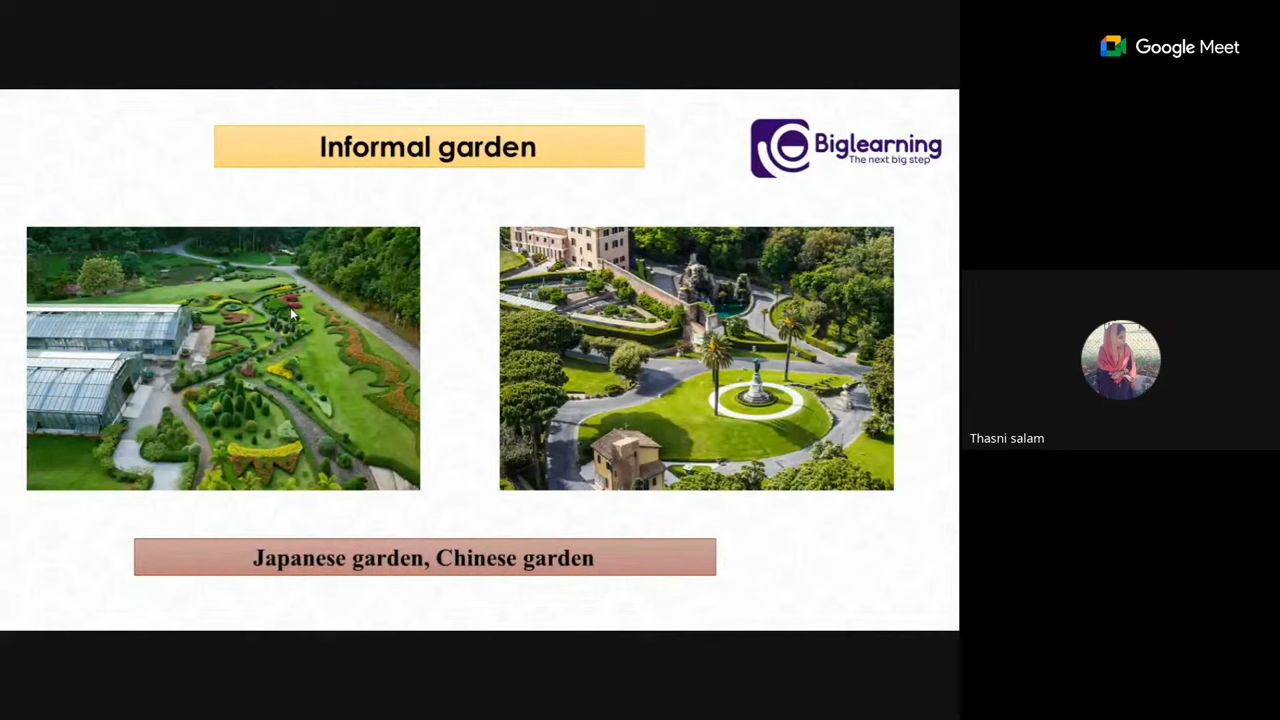 Google Meet
Informal garden
Biglearning
The next big step
Thasni salam
Japanese garden, Chinese garden